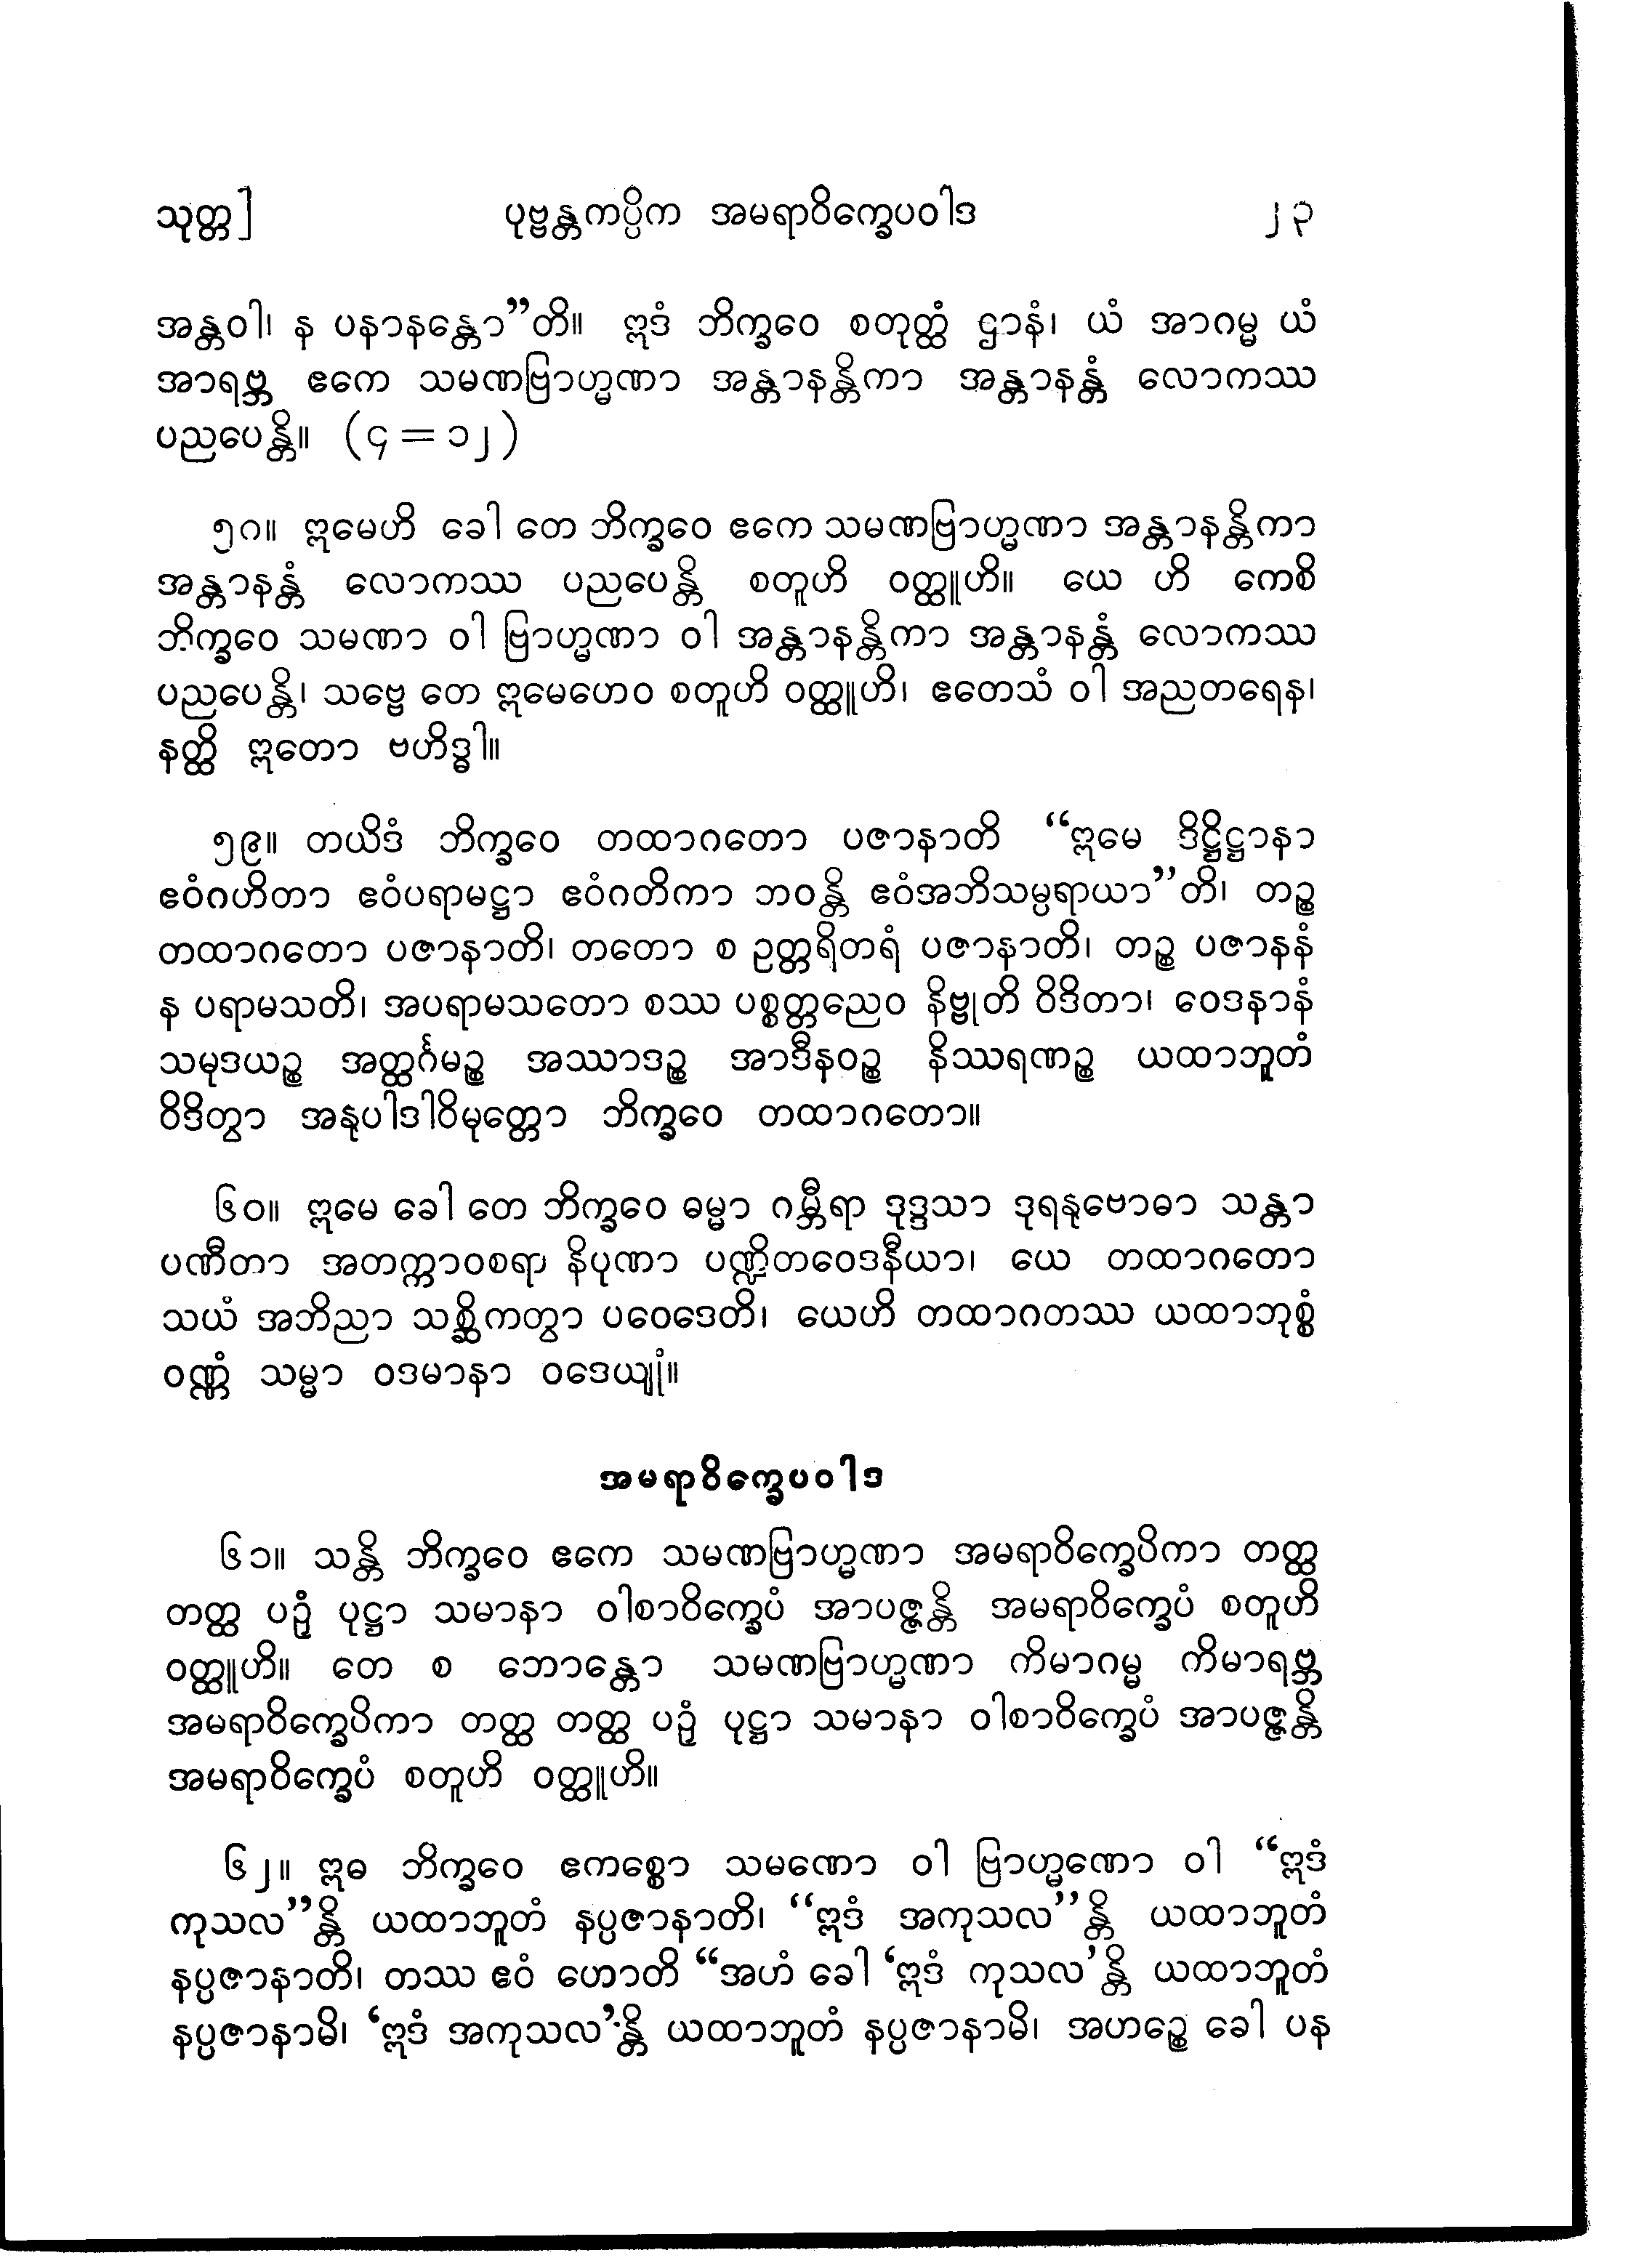 သုတ္တ] ပုဗ္ဗန္တကပ္ပိက အမရာဝိက္ခေပဝါဒ ၂၃
အန္တဝါ၊ န ပနာနန္တော”တိ။ ဣဒံ ဘိက္ခဝေ စတုတ္ထံ ဌာနံ၊ ယံ အာဂမ္မ ယံ
အာရဗ္ဘ ဧကေ သမဏဗြာဟ္မဏာ အန္တာနန္တိကာ အန္တာနန္တံ လောကဿ
ပညပေန္တိ။ (၄ = ၁၂)
၅၈။ ဣမေဟိ ခေါ တေ ဘိက္ခဝေ ဧကေ သမဏဗြာဟ္မဏာ အန္တာနန္တိကာ
အန္တာနန္တံ လောကဿ ပညပေန္တိ စတူဟိ ဝတ္ထူဟိ။ ယေ ဟိ ကေစိ
ဘိက္ခဝေ သမဏာ ဝါ ဗြာဟ္မဏာ ဝါ အန္တာနန္တိကာ အန္တာနန္တံ လောကဿ
ပညပေန္တိ၊ သဗ္ဗေ တေ ဣမေဟေဝ စတူဟိ ဝတ္ထူဟိ၊ ဧတေသံ ဝါ အညတရေန၊
နတ္ထိ ဣတော ဗဟိဒ္ဓါ။
၅၉။ တယိဒံ ဘိက္ခဝေ တထာဂတော ပဇာနာတိ “ဣမေ ဒိဋ္ဌိဋ္ဌာနာ
ဧဝံဂဟိတာ ဧဝံပရာမဋ္ဌာ ဧဝံဂတိကာ ဘဝန္တိ ဧဝံအဘိသမ္ပရာယာ”တိ၊ တဉ္စ
တထာဂတော ပဇာနာတိ၊ တတော စ ဥတ္တရိတရံ ပဇာနာတိ၊ တဉ္စ ပဇာနနံ
န ပရာမသတိ၊ အပရာမသတော စဿ ပစ္စတ္တညေဝ နိဗ္ဗုတိ ဝိဒိတာ၊ ဝေဒနာနံ
သမုဒယဉ္စ အတ္ထင်္ဂမဉ္စ အဿာဒဉ္စ အာဒီနဝဉ္စ နိဿရဏဉ္စ ယထာဘူတံ
ဝိဒိတွာ အနုပါဒါဝိမုတ္တော ဘိက္ခဝေ တထာဂတော။
၆၀။ ဣမေ ခေါ တေ ဘိက္ခဝေ ဓမ္မာ ဂမ္ဘီရာ ဒုဒ္ဒသာ ဒုရနုဗောဓာ သန္တာ
ပဏီတာ အတက္ကာဝစရာ နိပုဏာ ပဏ္ဍိတဝေဒနီယာ၊ ယေ တထာဂတော
သယံ အဘိညာ သစ္ဆိကတွာ ပဝေဒေတိ၊ ယေဟိ တထာဂတဿ ယထာဘုစ္စံ
ဝဏ္ဏံ သမ္မာ ဝဒမာနာ ဝဒေယျုံ။
အမရာဝိက္ခေပဝါဒ
၆၁။ သန္တိ ဘိက္ခဝေ ဧကေ သမဏဗြာဟ္မဏာ အမရာဝိက္ခေပိကာ တတ္ထ
တတ္ထ ပဉှံ ပုဋ္ဌာ သမာနာ ဝါစာဝိက္ခေပံ အာပဇ္ဇန္တိ အမရာဝိက္ခေပံ စတူဟိ
ဝတ္ထူဟိ။ တေ စ ဘောန္တော သမဏဗြာဟ္မဏာ ကိမာဂမ္မ ကိမာရဗ္ဘ
အမရာဝိက္ခေပိကာ တတ္ထ တတ္ထ ပဉှံ ပုဋ္ဌာ သမာနာ ဝါစာဝိက္ခေပံ အာပဇ္ဇန္တိ
အမရာဝိက္ခေပံ စတူဟိ ဝတ္ထူဟိ။
၆၂။ ဣဓ ဘိက္ခဝေ ဧကစ္စော သမဏော ဝါ ဗြာဟ္မဏော ဝါ “ဣဒံ
ကုသလ”န္တိ ယထာဘူတံ နပ္ပဇာနာတိ၊ “ဣဒံ အကုသလ”န္တိ ယထာဘူတံ
နပ္ပဇာနာတိ၊ တဿ ဧဝံ ဟောတိ “အဟံ ခေါ ‘ဣဒံ ကုသလ’န္တိ ယထာဘူတံ
နပ္ပဇာနာမိ၊ ‘ဣဒံ အကုသလ’န္တိ ယထာဘူတံ နပ္ပဇာနာမိ၊ အဟဉ္စေ ခေါ ပန